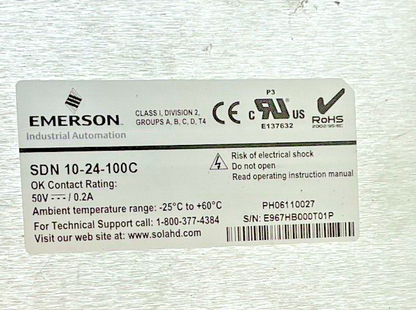 EMERSON
Industrial Automation
CLASS I, DIVISION 2,
GROUPS A, B, C, D, T4
CE
P3
c UR US
E137632
RoHS
2002/95/EC
SDN 10-24-100C
OK Contact Rating:
50V ⎓ / 0.2A
Ambient temperature range: -25°C to +60°C
For Technical Support call: 1-800-377-4384
Visit our web site at: www.solahd.com
Risk of electrical shock
Do not open
Read operating instruction manual
PH06110027
S/N: E967HB000T01P